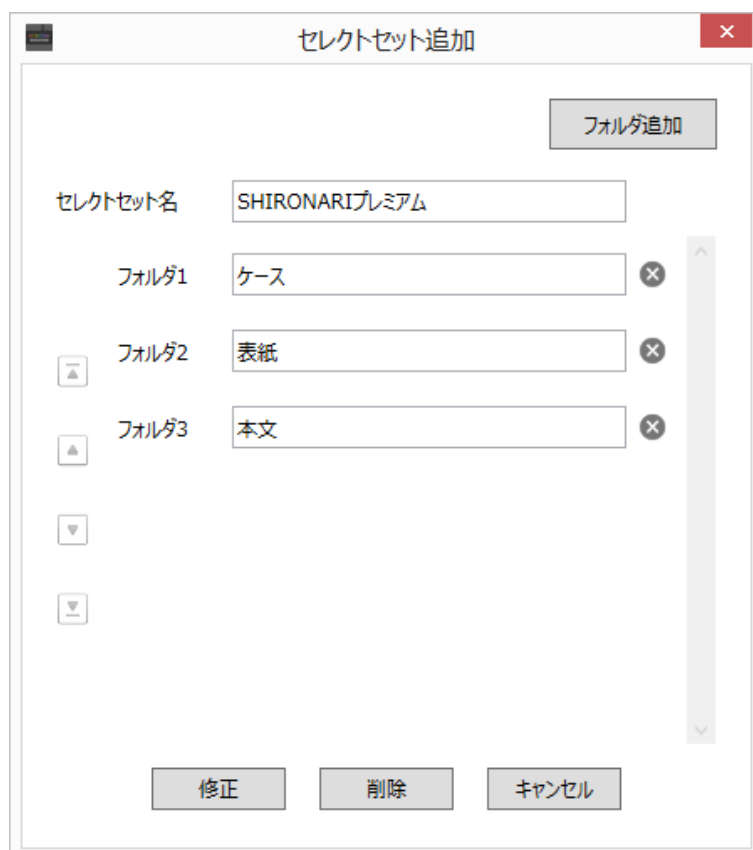 セレクトセット追加
フォルダ追加
セレクトセット名 SHIRONARIプレミアム
フォルダ1 ケース
フォルダ2 表紙
フォルダ3 本文
修正 削除 キャンセル